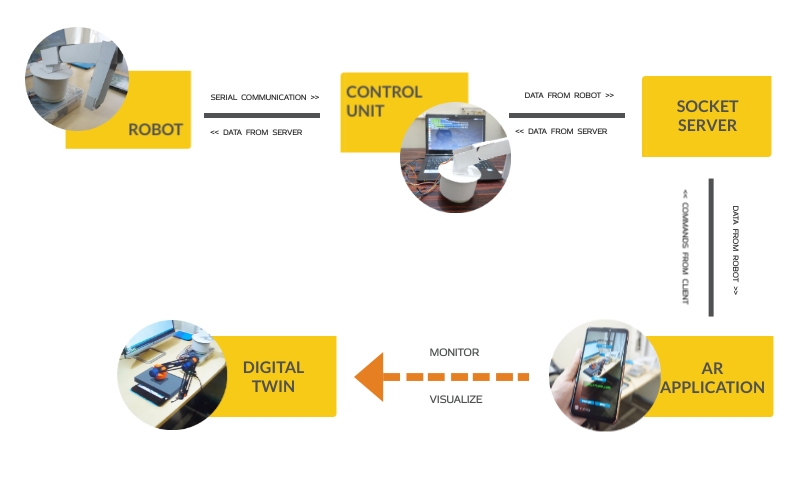 ROBOT
SERIAL COMMUNICATION >>
<< DATA FROM SERVER
CONTROL
UNIT
DATA FROM ROBOT >>
<< DATA FROM SERVER
SOCKET
SERVER
<< COMMANDS FROM CLIENT
DATA FROM ROBOT >>
DIGITAL
TWIN
MONITOR
VISUALIZE
AR
APPLICATION